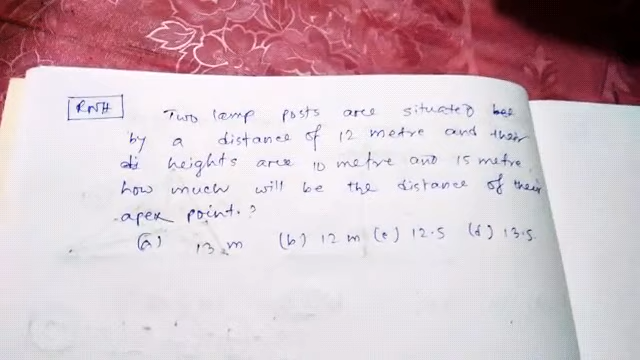 RNH
Two lamp posts are situated
by a distance of 12 metre and their
heights are 10 metre and 15 metre
how much will be the distance of their
apex point.?
(a) 13 m (b) 12 m (c) 12.5 (d) 13.5